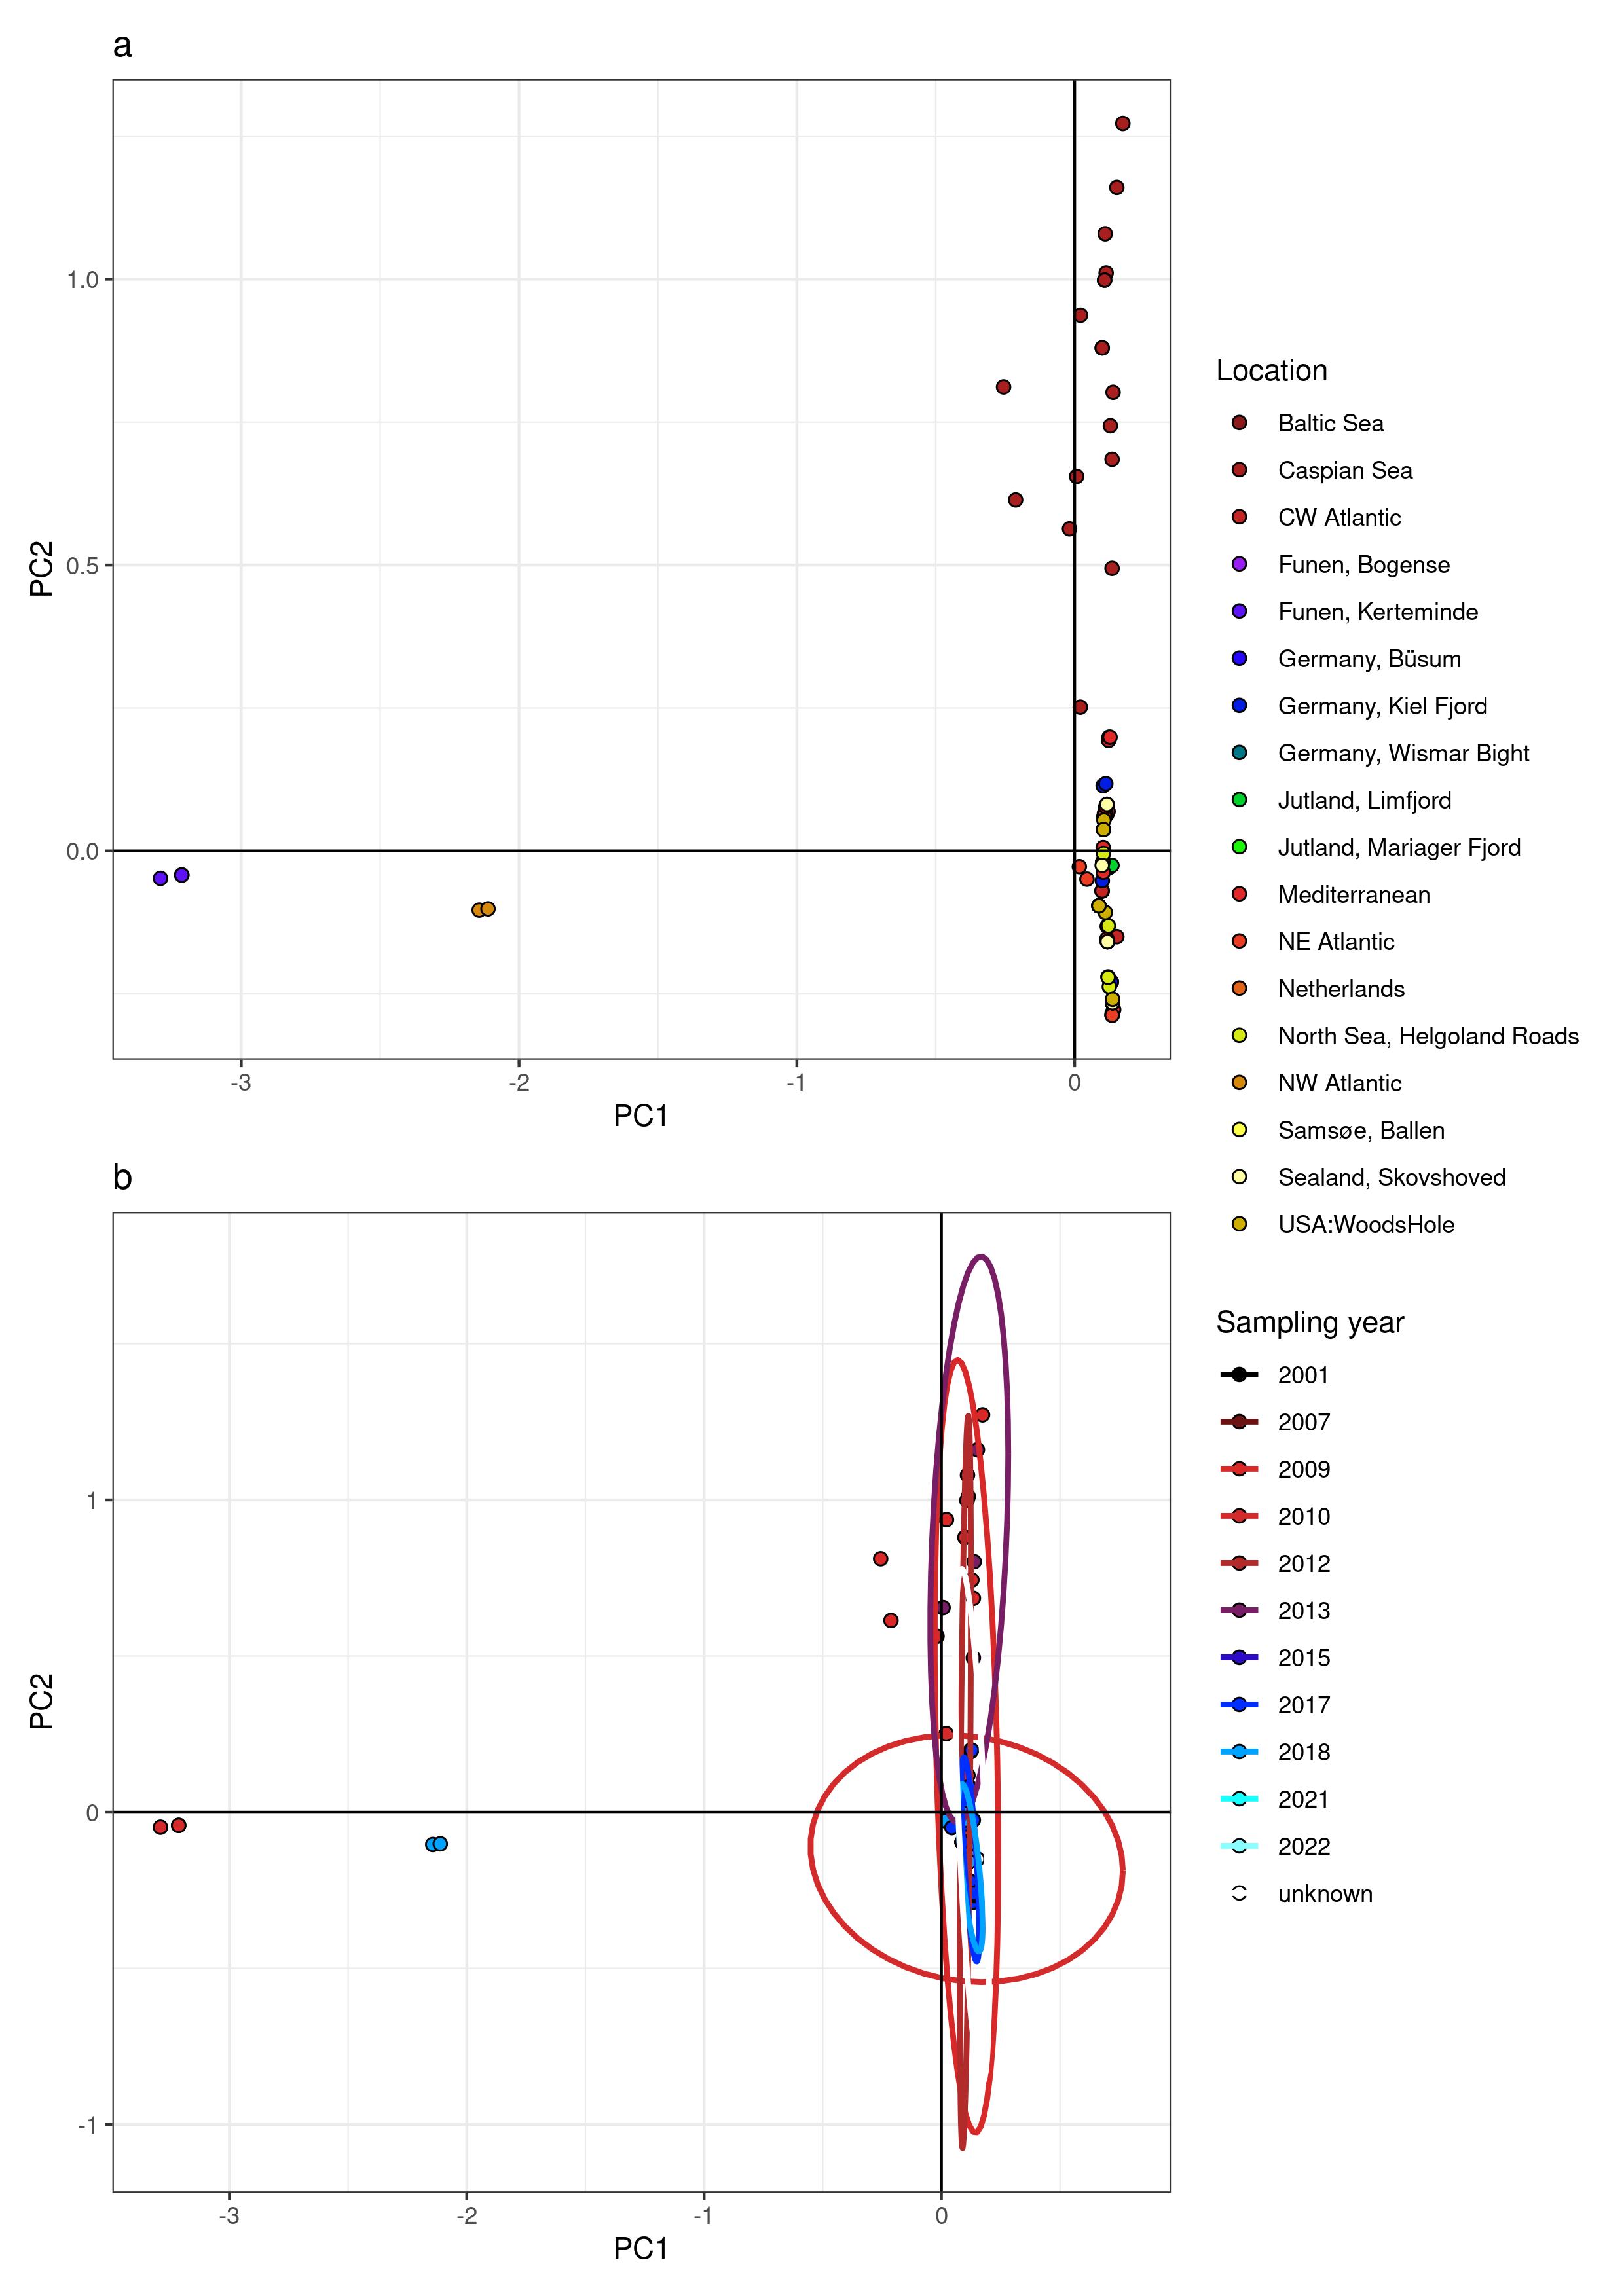 a
PC2
1.0
0.5
0.0
-3
-2
-1
0
PC1
Location
Baltic Sea
Caspian Sea
CW Atlantic
Funen, Bogense
Funen, Kerteminde
Germany, Büsum
Germany, Kiel Fjord
Germany, Wismar Bight
Jutland, Limfjord
Jutland, Mariager Fjord
Mediterranean
NE Atlantic
Netherlands
North Sea, Helgoland Roads
NW Atlantic
Samsøe, Ballen
Sealand, Skovshoved
USA:WoodsHole
b
PC2
1
0
-1
-3
-2
-1
0
PC1
Sampling year
2001
2007
2009
2010
2012
2013
2015
2017
2018
2021
2022
unknown